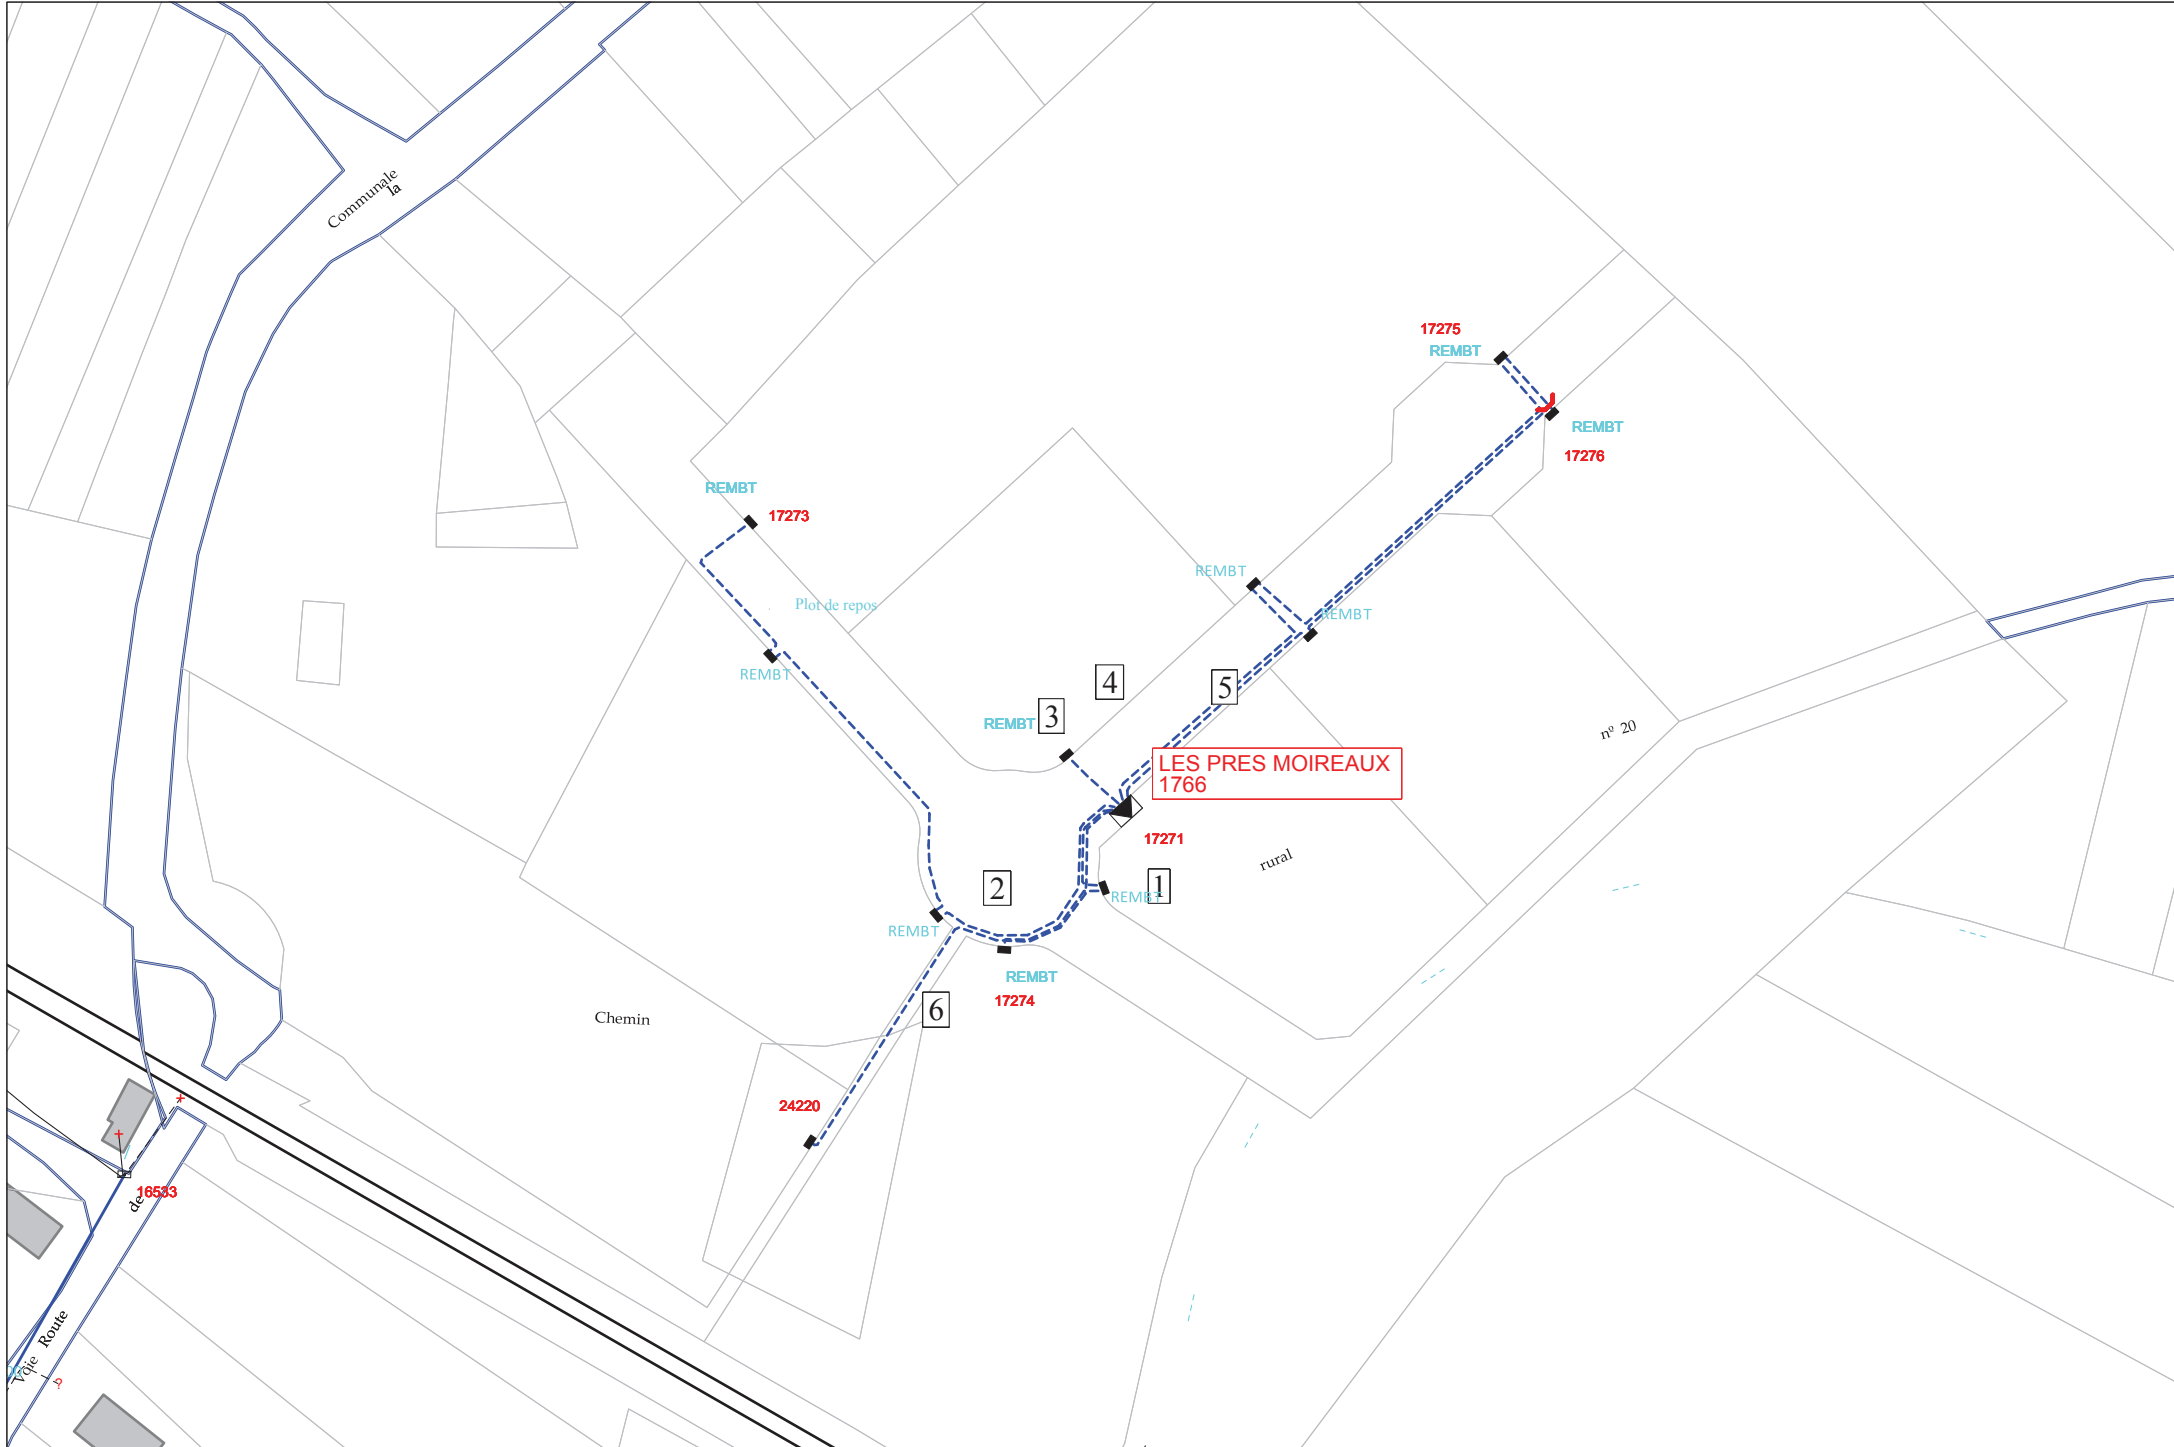 Communale
la
17275
REMBT
REMBT
17276
REMBT
17273
REMBT
Plot de repos
REMBT
REMBT
4
5
3
REMBT
nº 20
LES PRES MOIREAUX
1766
17271
rural
2
1
REMBT
REMBT
REMBT
17274
6
Chemin
24220
16533
de
Route
Voie